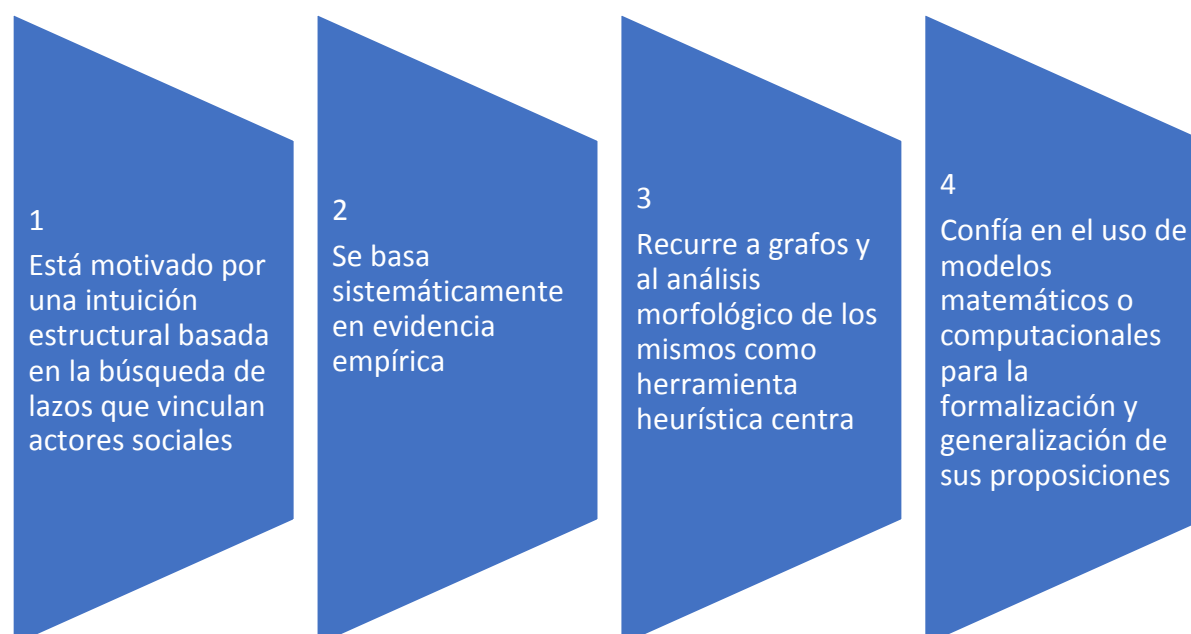 1
Está motivado por
una intuición
estructural basada
en la búsqueda de
lazos que vinculan
actores sociales
2
Se basa
sistemáticamente
en evidencia
empírica
3
Recurre a grafos y
al análisis
morfológico de los
mismos como
herramienta
heurística centra
4
Confía en el uso de
modelos
matemáticos o
computacionales
para la
formalización y
generalización de
sus proposiciones